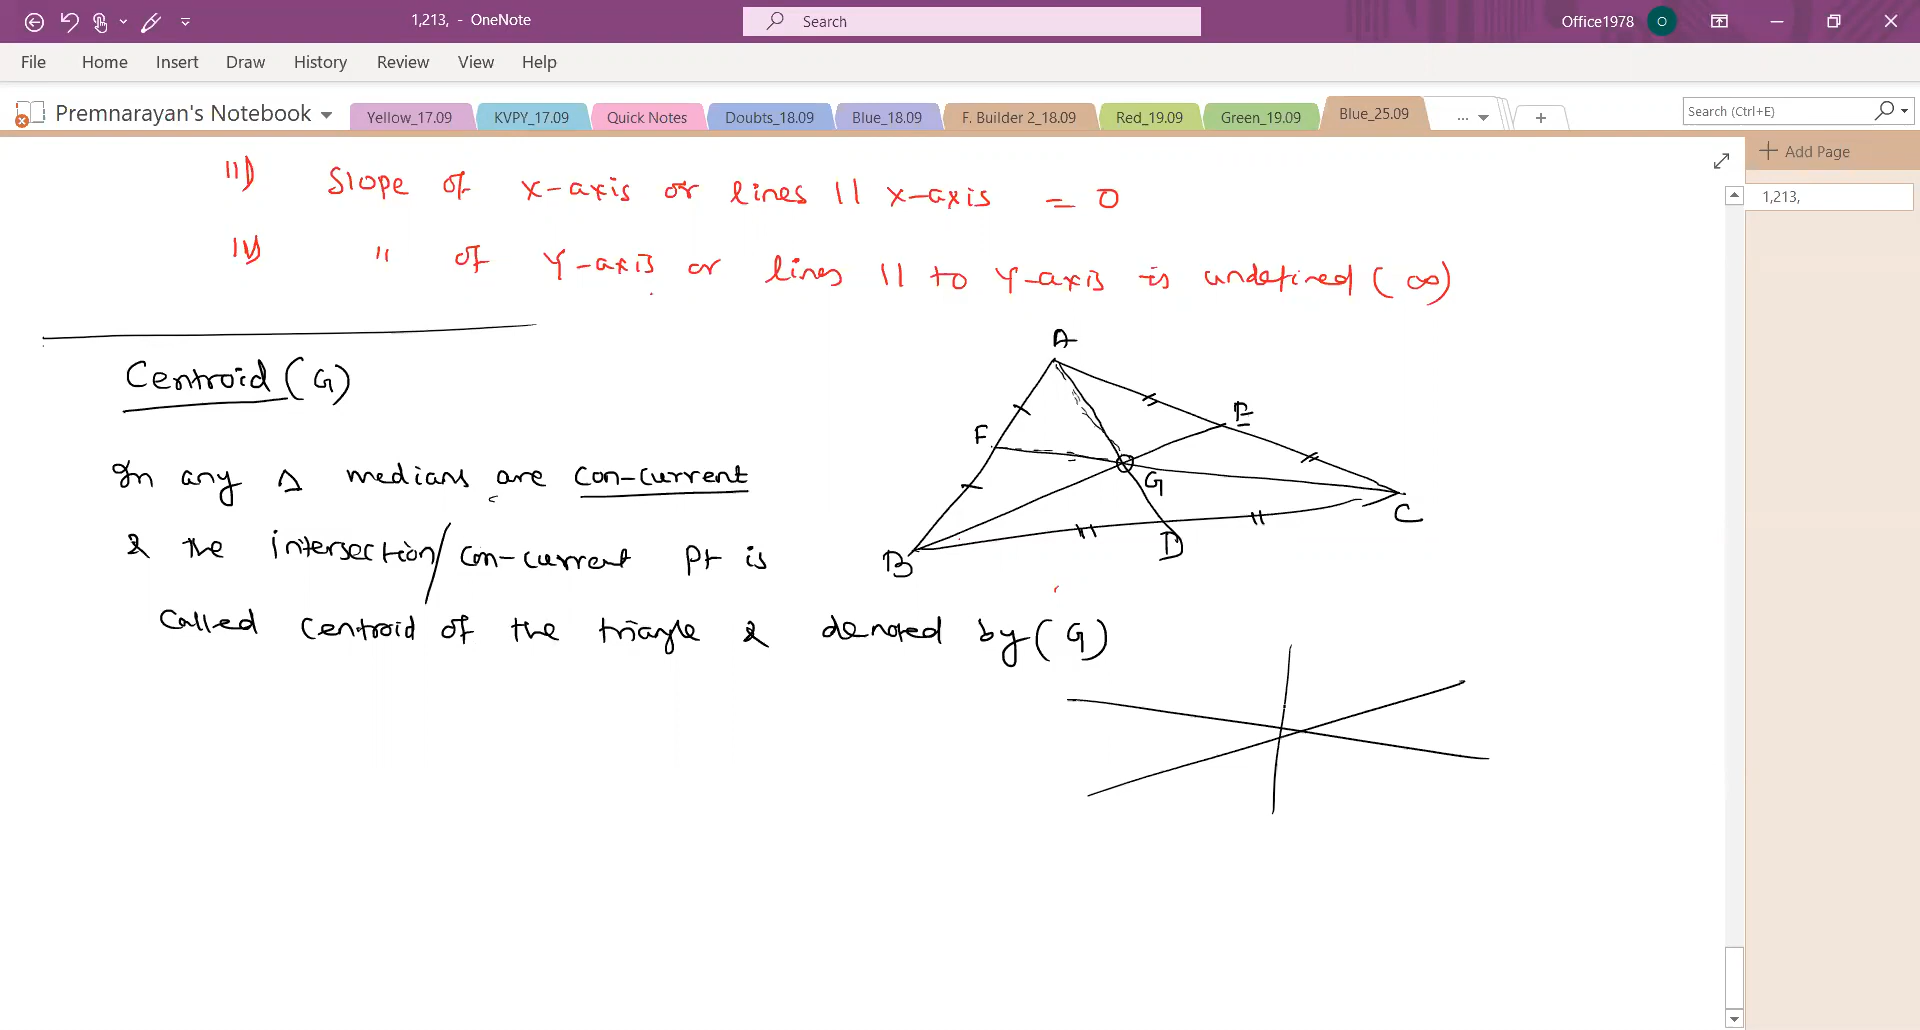 1,213, - OneNote
Search
Office1978
O
File Home Insert Draw History Review View Help
Premnarayan's Notebook
Yellow_17.09 KVPY_17.09 Quick Notes Doubts_18.09 Blue_18.09 F. Builder 2_18.09 Red_19.09 Green_19.09 Blue_25.09 ...
Search (Ctrl+E)
Add Page
1,213,
III) Slope of x-axis or lines || x-axis = 0
IV) " of Y-axis or lines || to Y-axis is undefined (∞)
Centroid (G)
In any Δ medians are con-current
& the intersection/con-current pt is
called centroid of the triagle & denoted by (G)
A
F
E
G
B
D
C